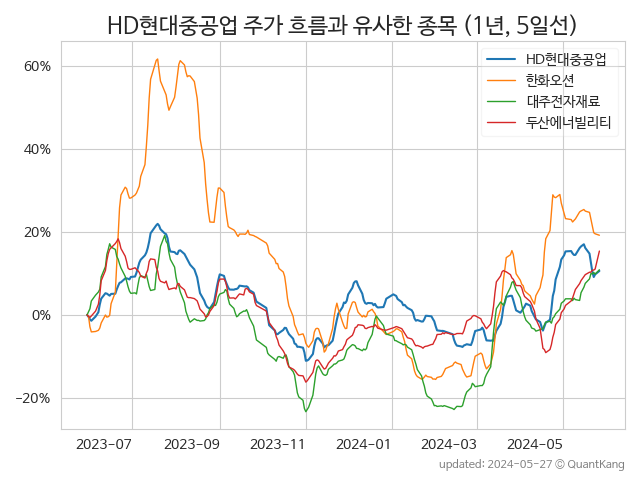 HD현대중공업 주가 흐름과 유사한 종목 (1년, 5일선)
HD현대중공업
한화오션
대주전자재료
두산에너빌리티
60%
40%
20%
0%
−20%
2023-07 2023-09 2023-11 2024-01 2024-03 2024-05
updated: 2024-05-27 © QuantKang